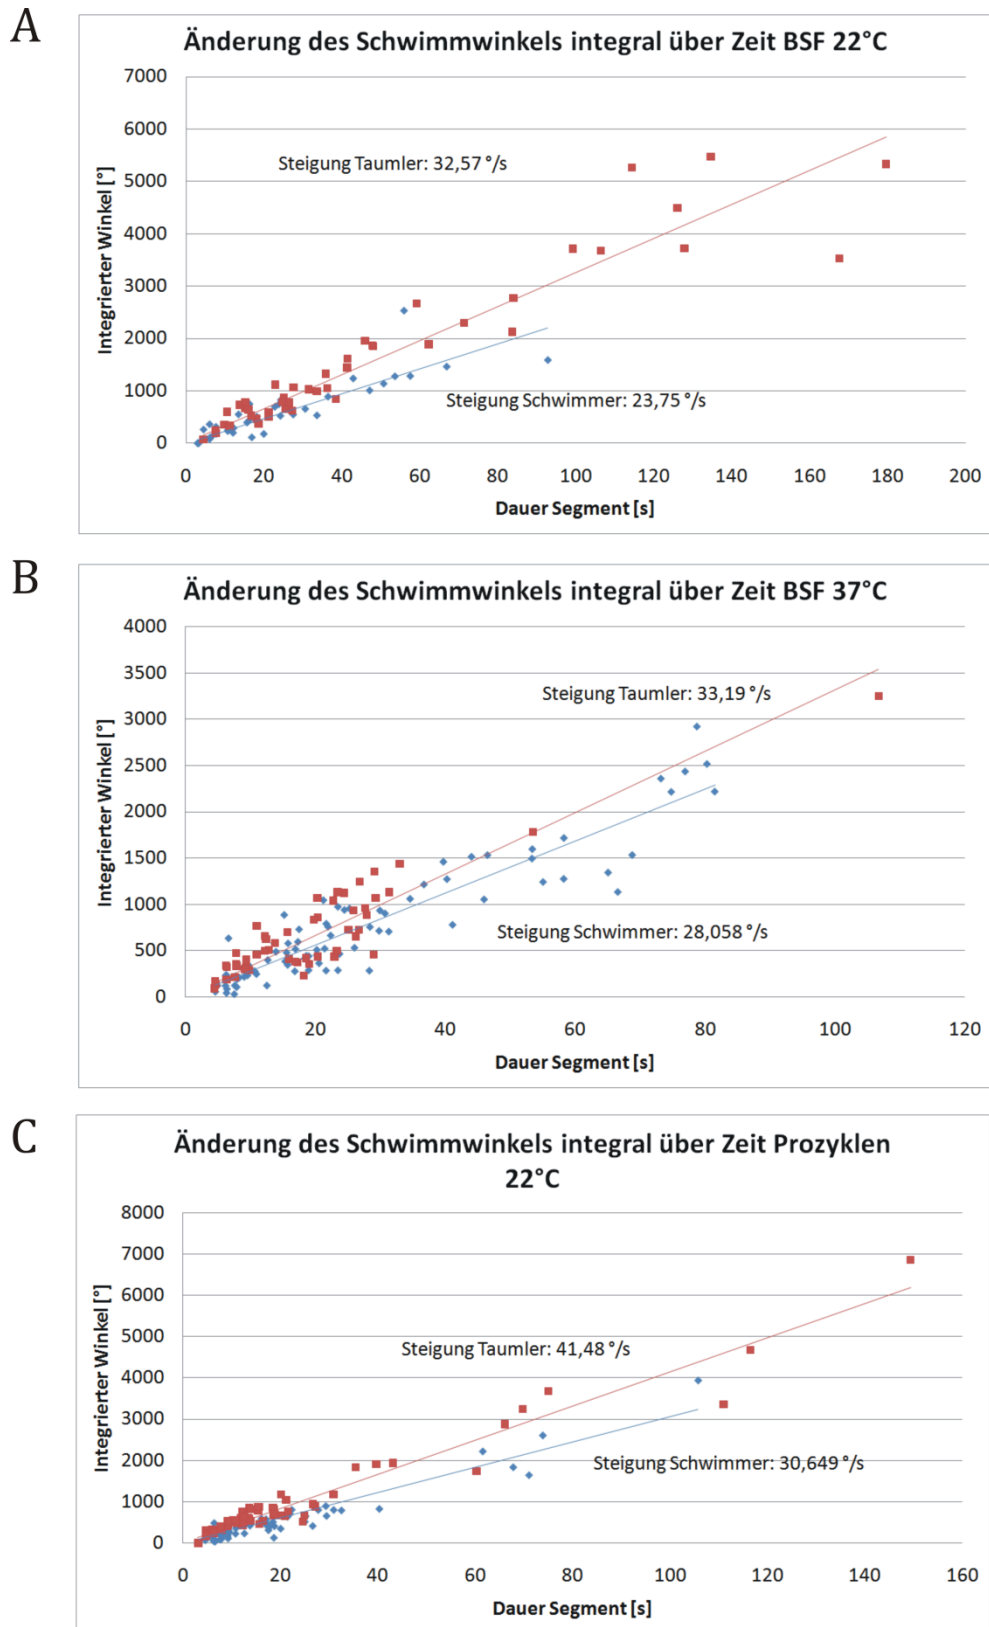 A
Änderung des Schwimmwinkels integral über Zeit BSF 22°C
7000
6000
5000
4000
3000
2000
1000
0
Integrierter Winkel [°]
Steigung Taumler: 32,57 °/s
Steigung Schwimmer: 23,75 °/s
0 20 40 60 80 100 120 140 160 180 200
Dauer Segment [s]
B
Änderung des Schwimmwinkels integral über Zeit BSF 37°C
4000
3500
3000
2500
2000
1500
1000
500
0
Integrierter Winkel [°]
Steigung Taumler: 33,19 °/s
Steigung Schwimmer: 28,058 °/s
0 20 40 60 80 100 120
Dauer Segment [s]
C
Änderung des Schwimmwinkels integral über Zeit Prozyklen
22°C
8000
7000
6000
5000
4000
3000
2000
1000
0
Integrierter Winkel [°]
Steigung Taumler: 41,48 °/s
Steigung Schwimmer: 30,649 °/s
0 20 40 60 80 100 120 140 160
Dauer Segment [s]